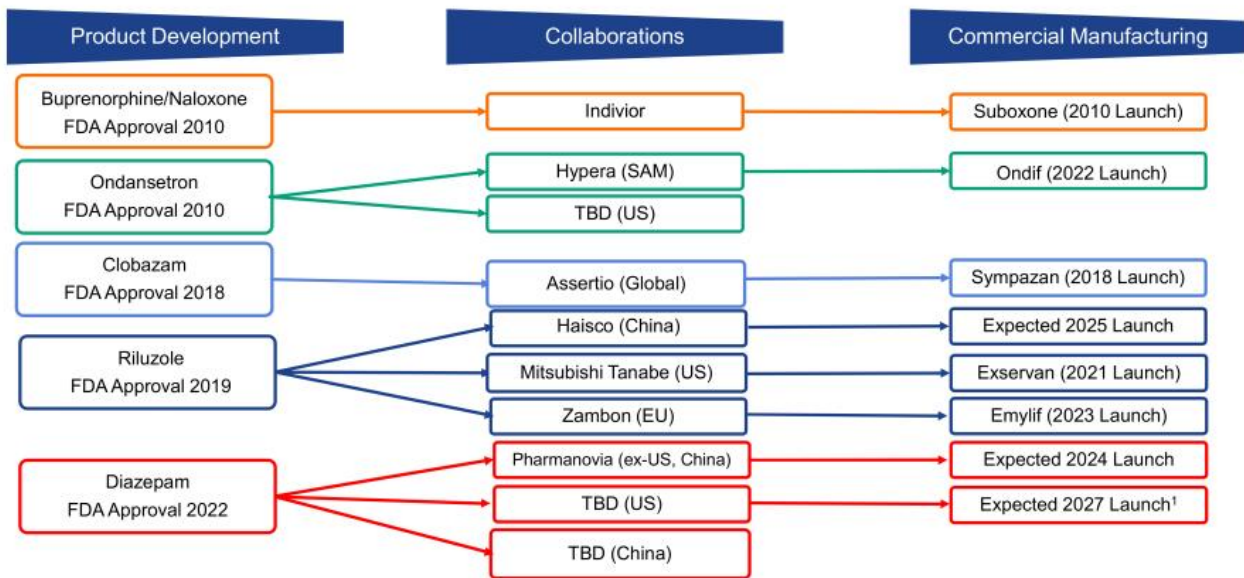 Product Development
Collaborations
Commercial Manufacturing
Buprenorphine/Naloxone
FDA Approval 2010
Indivior
Suboxone (2010 Launch)
Ondansetron
FDA Approval 2010
Hypera (SAM)
Ondif (2022 Launch)
TBD (US)
Clobazam
FDA Approval 2018
Assertio (Global)
Sympazan (2018 Launch)
Riluzole
FDA Approval 2019
Haisco (China)
Expected 2025 Launch
Mitsubishi Tanabe (US)
Exservan (2021 Launch)
Zambon (EU)
Emylif (2023 Launch)
Diazepam
FDA Approval 2022
Pharmanovia (ex-US, China)
Expected 2024 Launch
TBD (US)
Expected 2027 Launch¹
TBD (China)